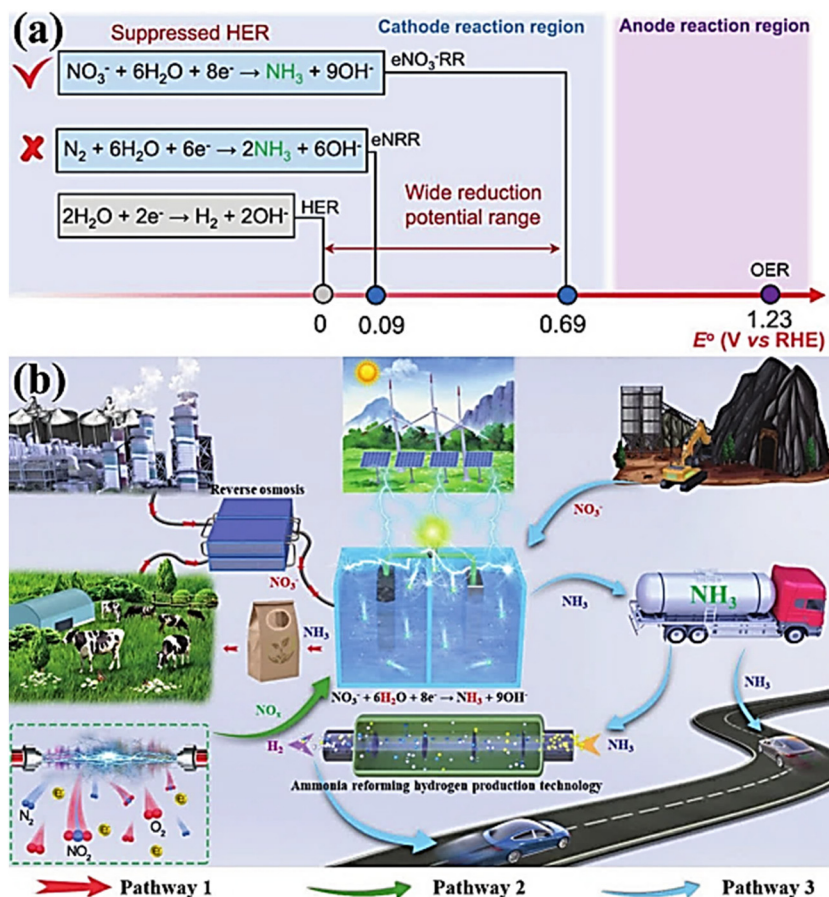 (a)
Suppressed HER
Cathode reaction region
Anode reaction region
NO₃⁻ + 6H₂O + 8e⁻ → NH₃ + 9OH⁻
eNO₃⁻RR
N₂ + 6H₂O + 6e⁻ → 2NH₃ + 6OH⁻
eNRR
2H₂O + 2e⁻ → H₂ + 2OH⁻
HER
Wide reduction
potential range
OER
0
0.09
0.69
1.23
E⁰ (V vs RHE)
(b)
Reverse osmosis
NO₃⁻
NO₃⁻
NH₃
NH₃
NH₃
NO₃⁻ + 6H₂O + 8e⁻ → NH₃ + 9OH⁻
NOₓ
NH₃
NH₃
H₂
NH₃
Ammonia reforming hydrogen production technology
N₂
NO₂
O₂
Pathway 1
Pathway 2
Pathway 3